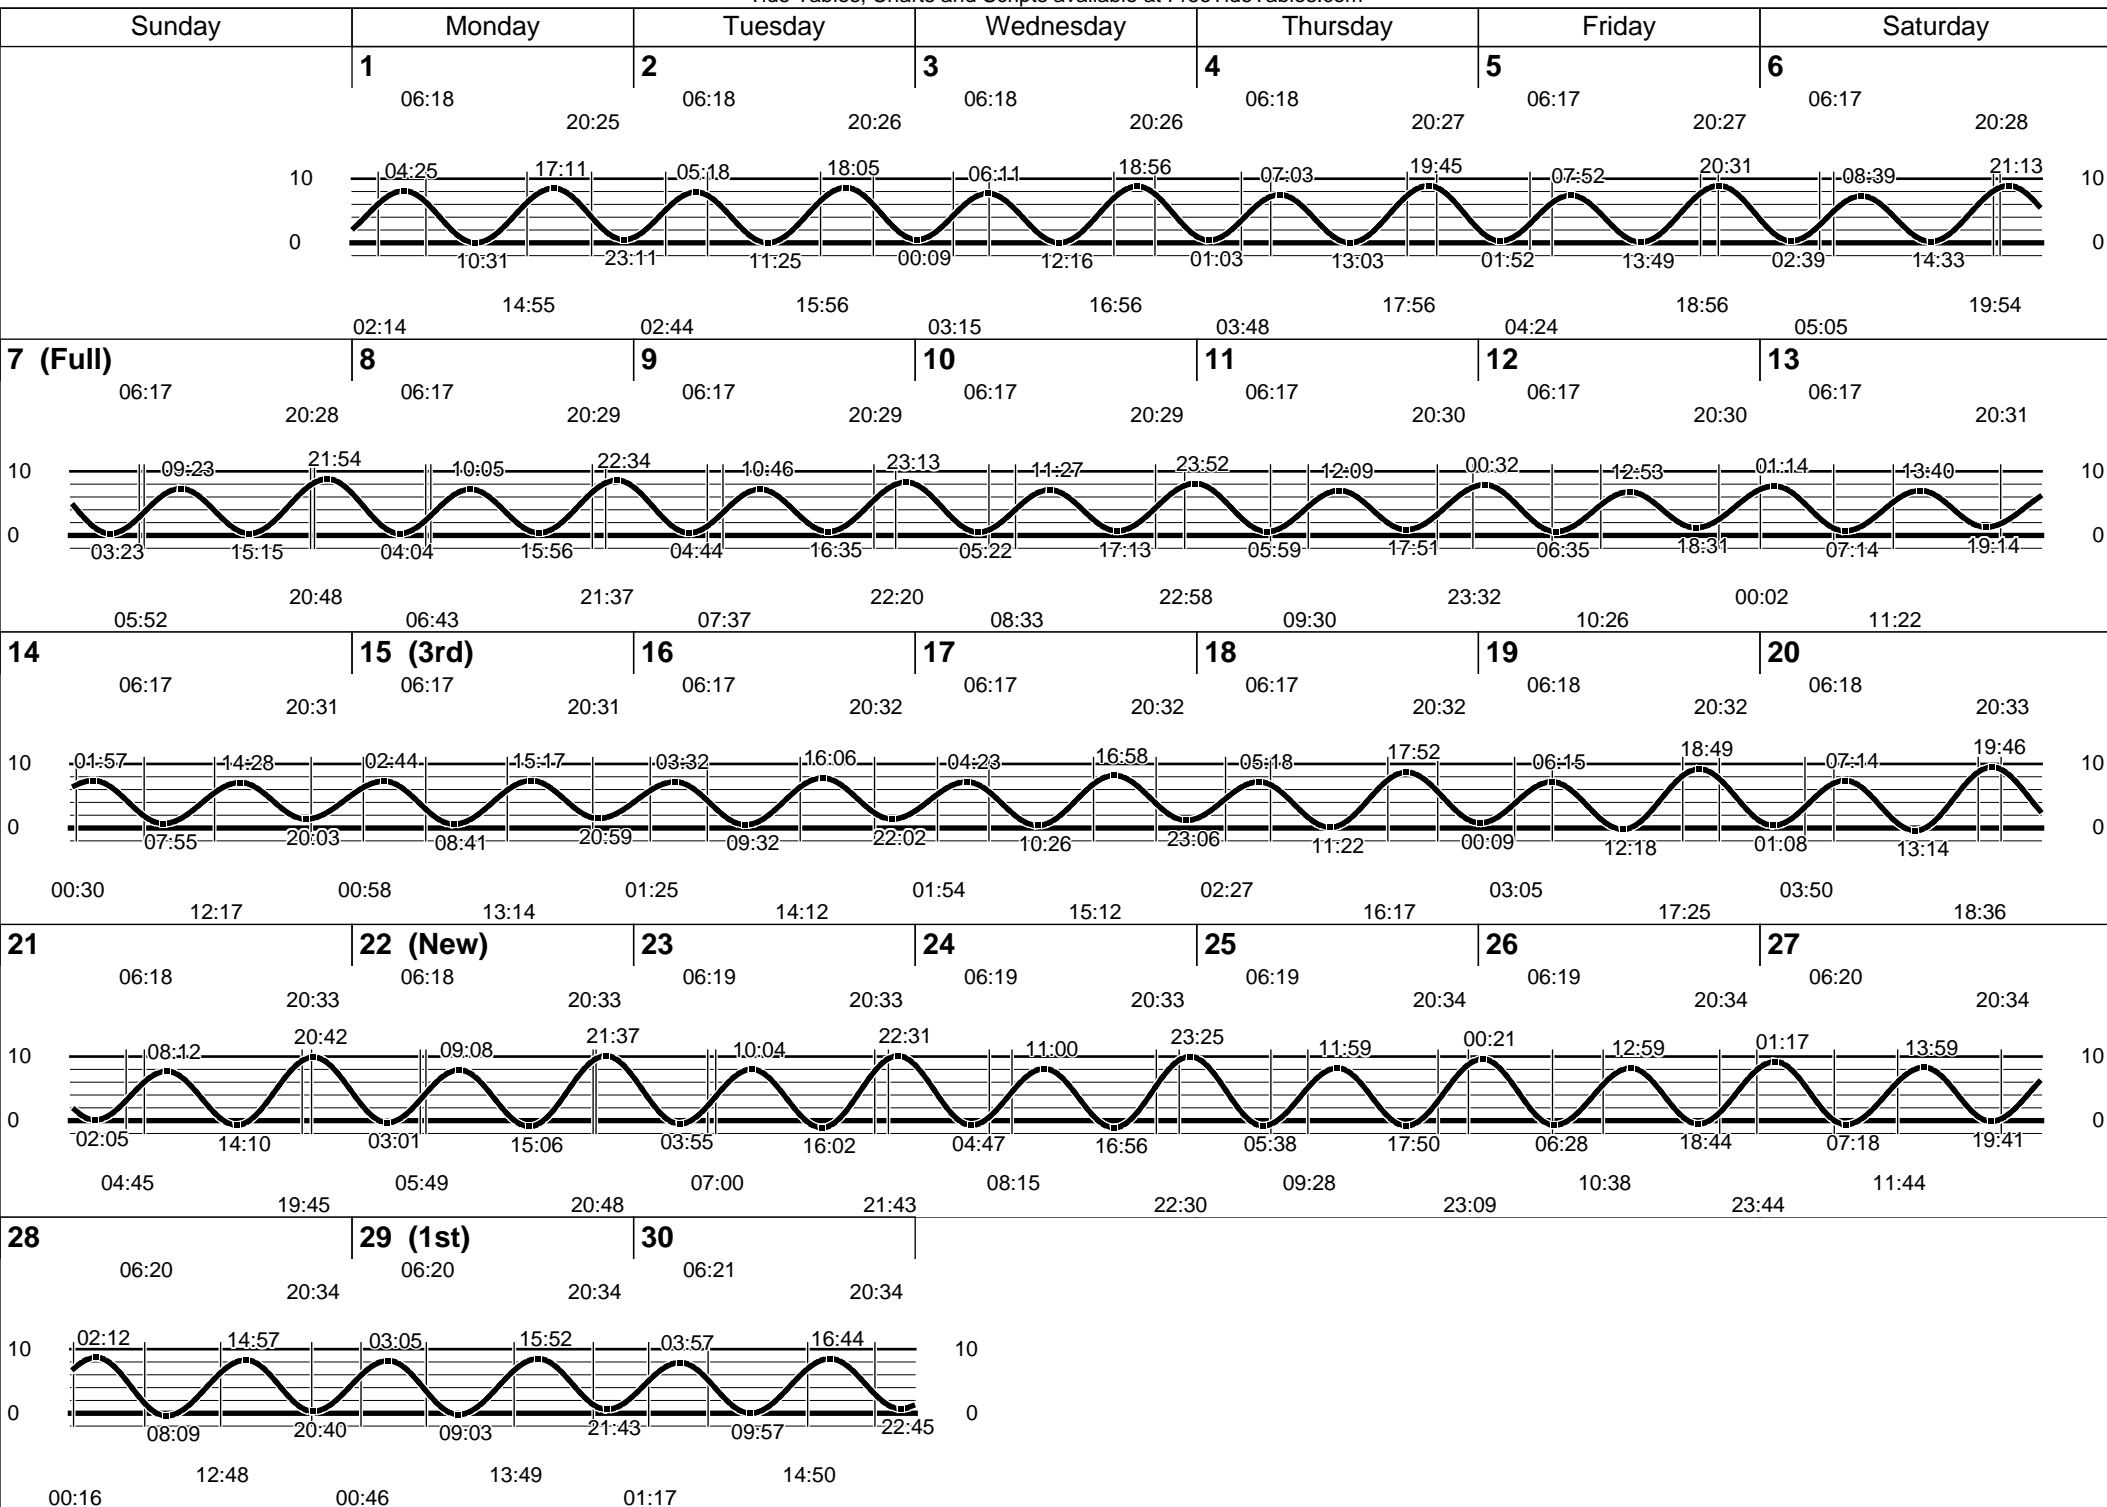 Tide Tables, Charts and Scripts available at FreeTideTables.com
Sunday Monday Tuesday Wednesday Thursday Friday Saturday
1 2 3 4 5 6
06:18 06:18 06:18 06:18 06:17 06:17
20:25 20:26 20:26 20:27 20:27 20:28
10 04:25 17:11 05:18 18:05 06:11 18:56 07:03 19:45 07:52 20:31 08:39 21:13 10
0 0
10:31 23:11 11:25 00:09 12:16 01:03 13:03 01:52 13:49 02:39 14:33
14:55 15:56 16:56 17:56 18:56 19:54
02:14 02:44 03:15 03:48 04:24 05:05
7 (Full) 8 9 10 11 12 13
06:17 06:17 06:17 06:17 06:17 06:17 06:17
20:28 20:29 20:29 20:29 20:30 20:30 20:31
10 09:23 21:54 10:05 22:34 10:46 23:13 11:27 23:52 12:09 00:32 12:53 01:14 13:40 10
0 0
03:23 15:15 04:04 15:56 04:44 16:35 05:22 17:13 05:59 17:51 06:35 18:31 07:14 19:14
20:48 21:37 22:20 22:58 23:32 00:02
05:52 06:43 07:37 08:33 09:30 10:26 11:22
14 15 (3rd) 16 17 18 19 20
06:17 06:17 06:17 06:17 06:17 06:18 06:18
20:31 20:31 20:32 20:32 20:32 20:32 20:33
10 01:57 14:28 02:44 15:17 03:32 16:06 04:23 16:58 05:18 17:52 06:15 18:49 07:14 19:46 10
0 0
07:55 20:03 08:41 20:59 09:32 22:02 10:26 23:06 11:22 00:09 12:18 01:08 13:14
00:30 00:58 01:25 01:54 02:27 03:05 03:50
12:17 13:14 14:12 15:12 16:17 17:25 18:36
21 22 (New) 23 24 25 26 27
06:18 06:18 06:19 06:19 06:19 06:19 06:20
20:33 20:33 20:33 20:33 20:34 20:34 20:34
10 08:12 20:42 09:08 21:37 10:04 22:31 11:00 23:25 11:59 00:21 12:59 01:17 13:59 10
0 0
02:05 14:10 03:01 15:06 03:55 16:02 04:47 16:56 05:38 17:50 06:28 18:44 07:18 19:41
04:45 05:49 07:00 08:15 09:28 10:38 11:44
19:45 20:48 21:43 22:30 23:09 23:44
28 29 (1st) 30
06:20 06:20 06:21
20:34 20:34 20:34
10 02:12 14:57 03:05 15:52 03:57 16:44 10
0 0
08:09 20:40 09:03 21:43 09:57 22:45
12:48 13:49 14:50
00:16 00:46 01:17